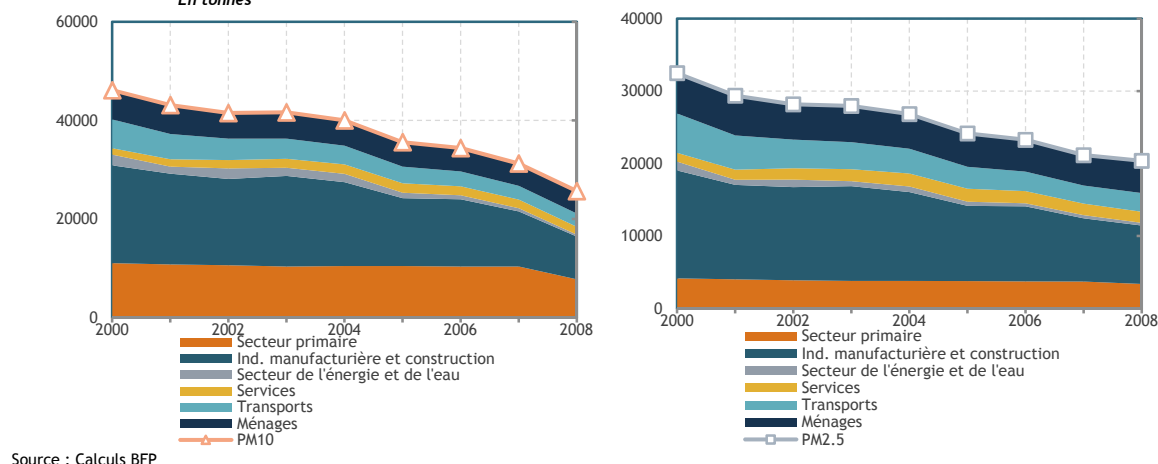 En tonnes
60000
40000
20000
0
2000
2002
2004
2006
2008
Secteur primaire
Ind. manufacturière et construction
Secteur de l'énergie et de l'eau
Services
Transports
Ménages
PM10
40000
30000
20000
10000
0
2000
2002
2004
2006
2008
Secteur primaire
Ind. manufacturière et construction
Secteur de l'énergie et de l'eau
Services
Transports
Ménages
PM2.5
Source : Calculs BFP